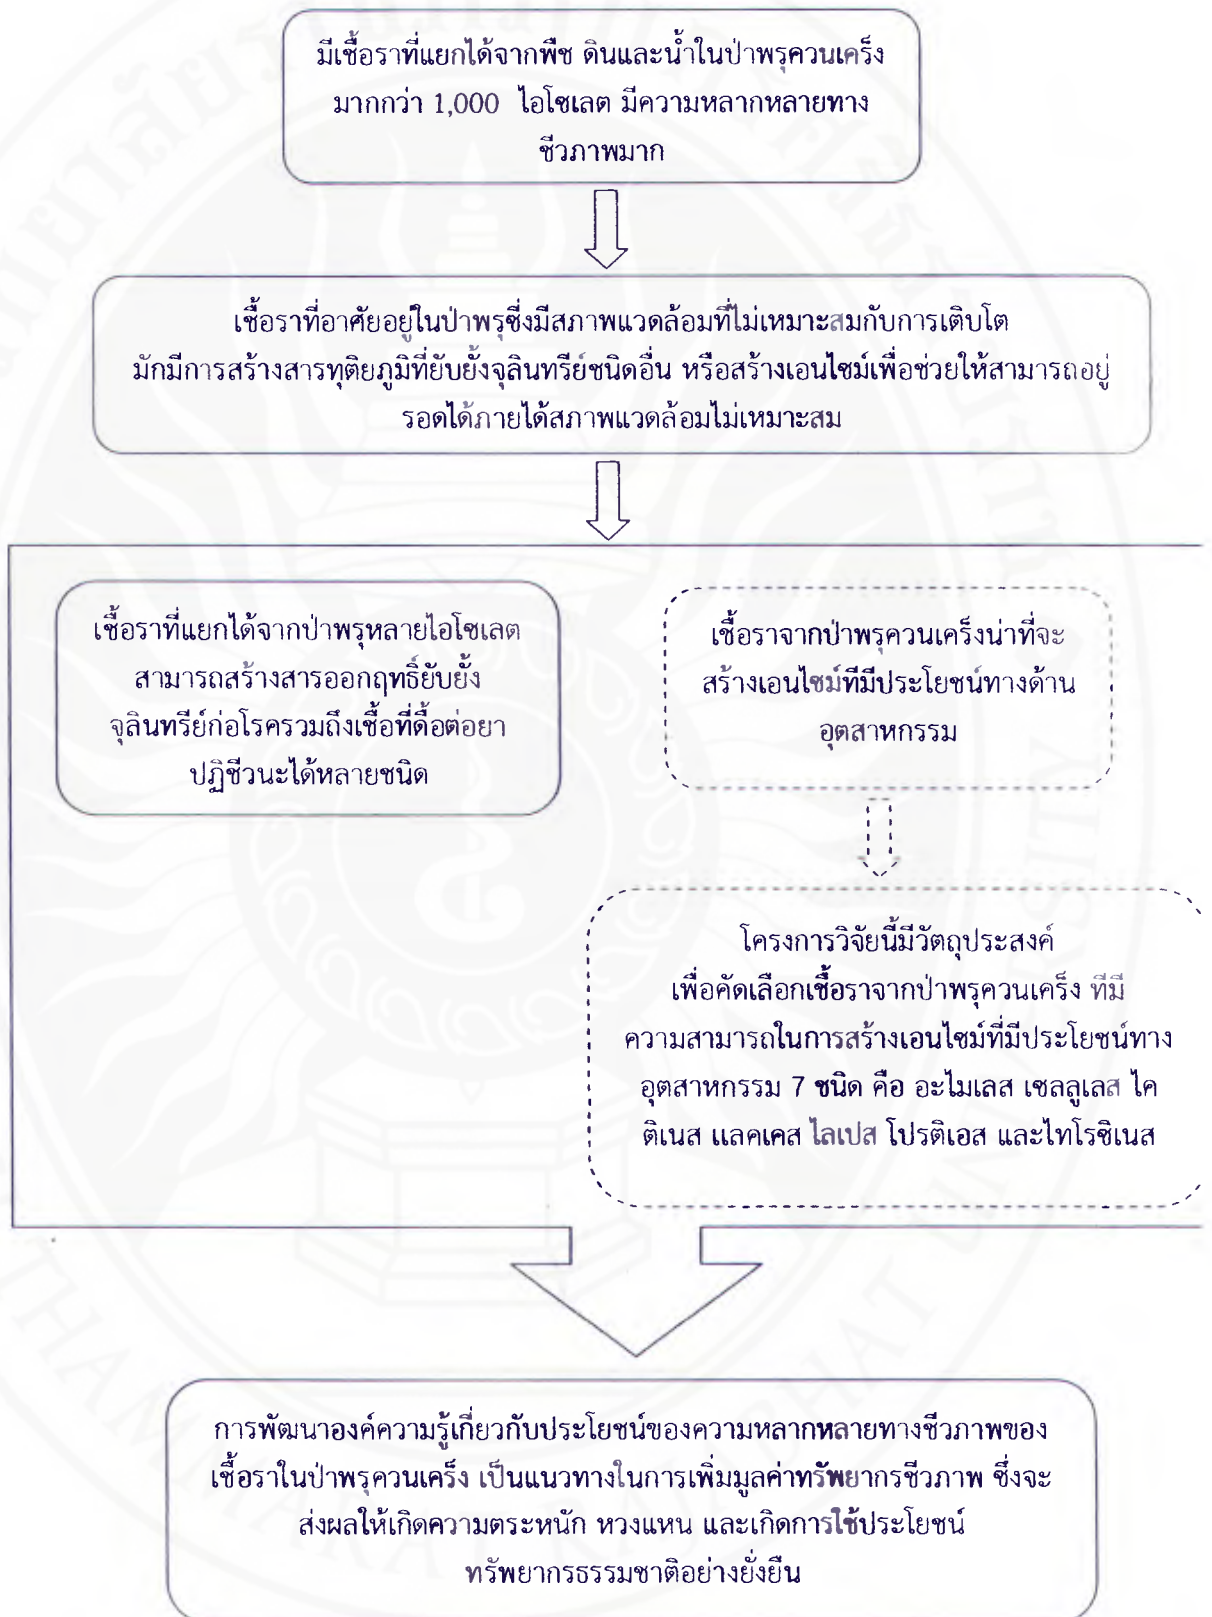 มีเชื้อราที่แยกได้จากพืช ดินและน้ำในป่าพรุควนเคร็ง
มากกว่า 1,000 ไอโซเลต มีความหลากหลายทาง
ชีวภาพมาก
เชื้อราที่อาศัยอยู่ในป่าพรุซึ่งมีสภาพแวดล้อมที่ไม่เหมาะสมกับการเติบโต
มักมีการสร้างสารทุติยภูมิที่ยับยั้งจุลินทรีย์ชนิดอื่น หรือสร้างเอนไซม์เพื่อช่วยให้สามารถอยู่
รอดได้ภายได้สภาพแวดล้อมไม่เหมาะสม
เชื้อราที่แยกได้จากป่าพรุหลายไอโซเลต
สามารถสร้างสารออกฤทธิ์ยับยั้ง
จุลินทรีย์ก่อโรครวมถึงเชื้อที่ดื้อต่อยา
ปฏิชีวนะได้หลายชนิด
เชื้อราจากป่าพรุควนเคร็งน่าที่จะ
สร้างเอนไซม์ที่มีประโยชน์ทางด้าน
อุตสาหกรรม
โครงการวิจัยนี้มีวัตถุประสงค์
เพื่อคัดเลือกเชื้อราจากป่าพรุควนเคร็ง ที่มี
ความสามารถในการสร้างเอนไซม์ที่มีประโยชน์ทาง
อุตสาหกรรม 7 ชนิด คือ อะไมเลส เซลลูเลส ไค
ติเนส แลคเคส ไลเปส โปรติเอส และไทโรซิเนส
การพัฒนาองค์ความรู้เกี่ยวกับประโยชน์ของความหลากหลายทางชีวภาพของ
เชื้อราในป่าพรุควนเคร็ง เป็นแนวทางในการเพิ่มมูลค่าทรัพยากรชีวภาพ ซึ่งจะ
ส่งผลให้เกิดความตระหนัก หวงแหน และเกิดการใช้ประโยชน์
ทรัพยากรธรรมชาติอย่างยั่งยืน